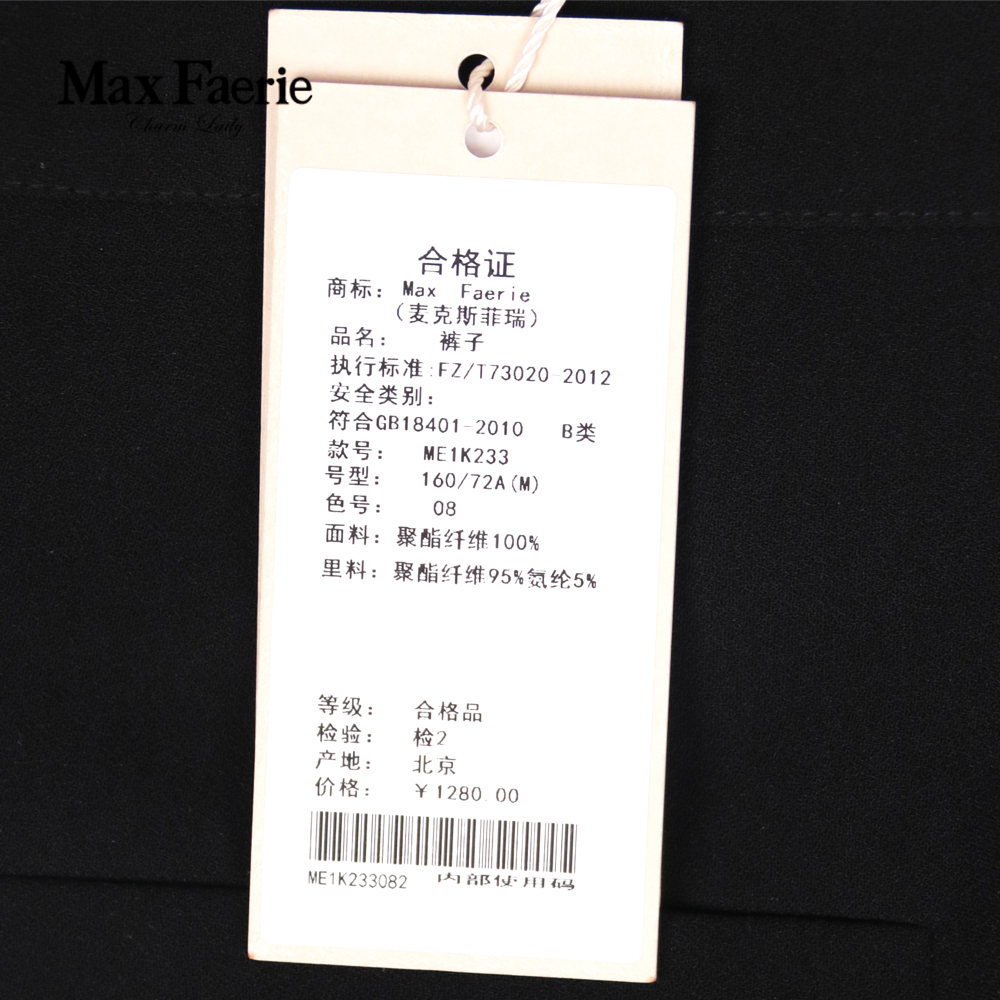 Max Faerie
Charm Lady
合格证
商标： Max Faerie
（麦克斯菲瑞）
品名： 裤子
执行标准:FZ/T73020-2012
安全类别：
符合GB18401-2010 B类
款号： ME1K233
号型： 160/72A(M)
色号： 08
面料： 聚酯纤维100%
里料： 聚酯纤维95%氨纶5%
等级： 合格品
检验： 检2
产地： 北京
价格： ￥1280.00
ME1K233082 内部使用码